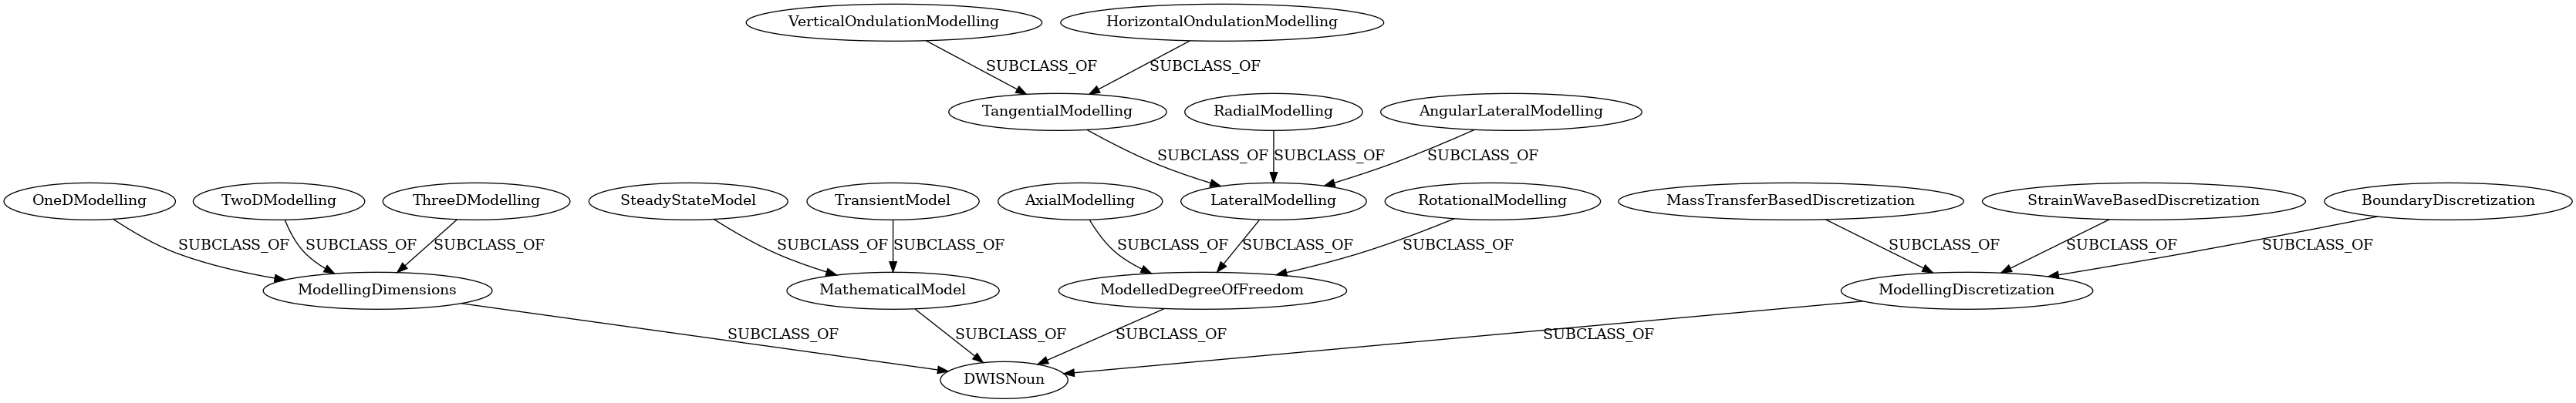 VerticalOndulationModelling
HorizontalOndulationModelling
SUBCLASS_OF
SUBCLASS_OF
TangentialModelling
RadialModelling
AngularLateralModelling
SUBCLASS_OF
SUBCLASS_OF
SUBCLASS_OF
OneDModelling
TwoDModelling
ThreeDModelling
SteadyStateModel
TransientModel
AxialModelling
LateralModelling
RotationalModelling
MassTransferBasedDiscretization
StrainWaveBasedDiscretization
BoundaryDiscretization
SUBCLASS_OF
SUBCLASS_OF
SUBCLASS_OF
SUBCLASS_OF
SUBCLASS_OF
SUBCLASS_OF
SUBCLASS_OF
SUBCLASS_OF
SUBCLASS_OF
SUBCLASS_OF
SUBCLASS_OF
ModellingDimensions
MathematicalModel
ModelledDegreeOfFreedom
ModellingDiscretization
SUBCLASS_OF
SUBCLASS_OF
SUBCLASS_OF
SUBCLASS_OF
DWISNoun